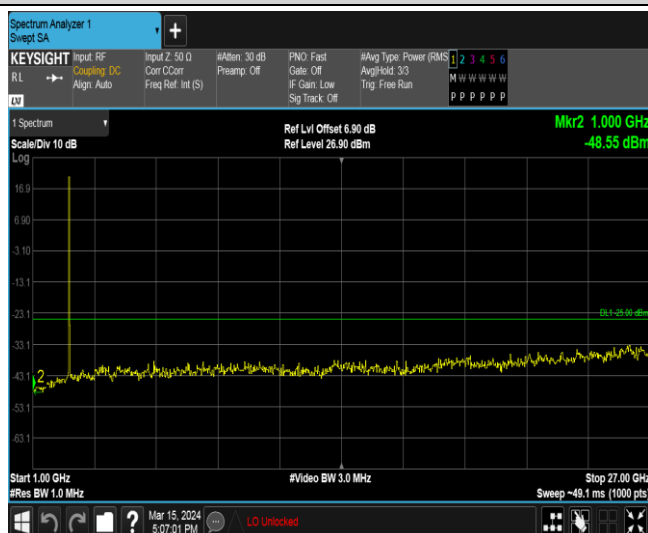 Spectrum Analyzer 1
Swept SA
KEYSIGHT
RL
Input: RF
Coupling: DC
Align: Auto
Input Z: 50 Ω
Corr CCorr
Freq Ref: Int (S)
#Atten: 30 dB
Preamp: Off
PNO: Fast
Gate: Off
IF Gain: Low
Sig Track: Off
#Avg Type: Power (RMS
Avg|Hold: 3/3
Trig: Free Run
1 2 3 4 5 6
M W W W W W
P P P P P P
LXI
1 Spectrum
Scale/Div 10 dB
Ref Lvl Offset 6.90 dB
Ref Level 26.90 dBm
Mkr2 1.000 GHz
-48.55 dBm
Log
16.9
6.90
-3.10
-13.1
-23.1
DL1 -25.00 dBm
-33.1
-43.1
2
-53.1
-63.1
Start 1.00 GHz
#Res BW 1.0 MHz
#Video BW 3.0 MHz
Stop 27.00 GHz
Sweep ~49.1 ms (1000 pts)
?
Mar 15, 2024
5:07:01 PM
LO Unlocked